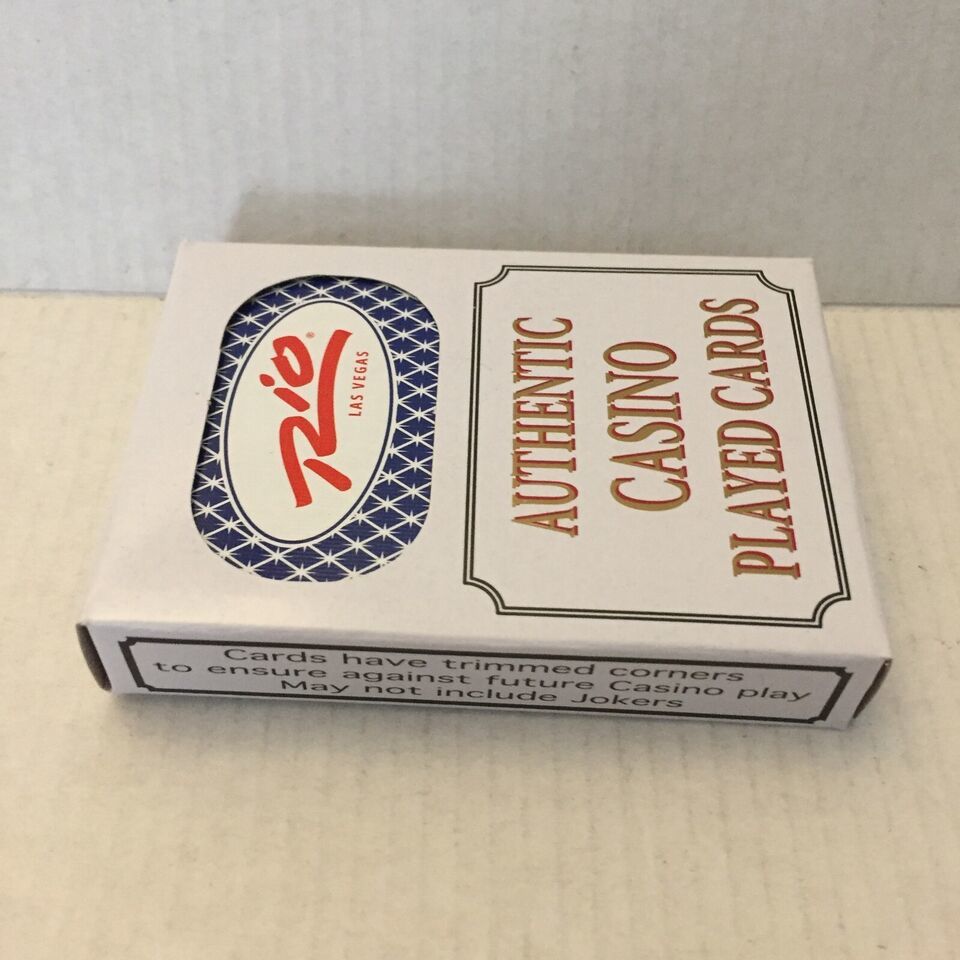 Rio®
LAS VEGAS
AUTHENTIC
CASINO
PLAYED CARDS
Cards have trimmed corners
to ensure against future Casino play
May not include Jokers